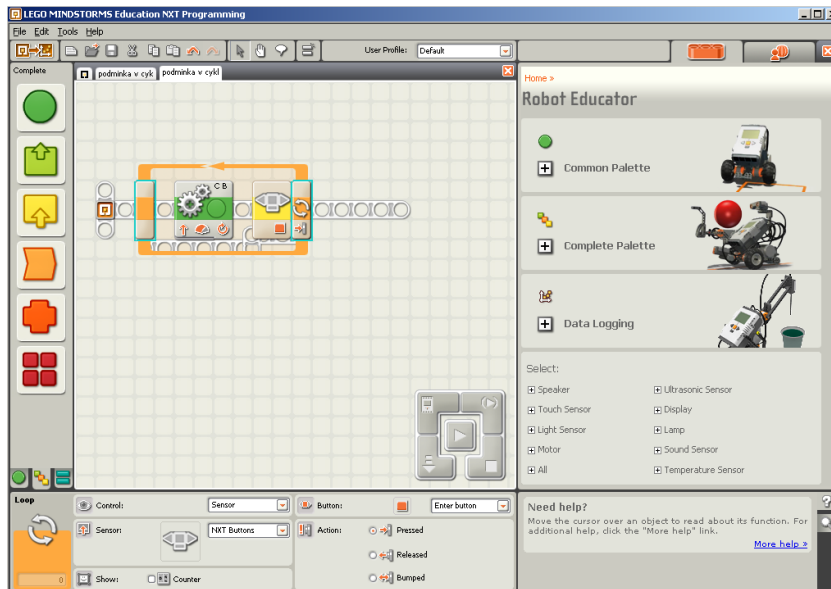 LEGO MINDSTORMS Education NXT Programming
File Edit Tools Help
User Profile: Default
Complete
podminka v cyk podminka v cykl
Home »
Robot Educator
Common Palette
Complete Palette
Data Logging
C B
Select:
Speaker Ultrasonic Sensor
Touch Sensor Display
Light Sensor Lamp
Motor Sound Sensor
All Temperature Sensor
Loop
0
Control: Sensor
Sensor: NXT Buttons
Show: Counter
Button: Enter button
Action: Pressed
Released
Bumped
Need help?
Move the cursor over an object to read about its function. For
additional help, click the "More help" link.
More help »